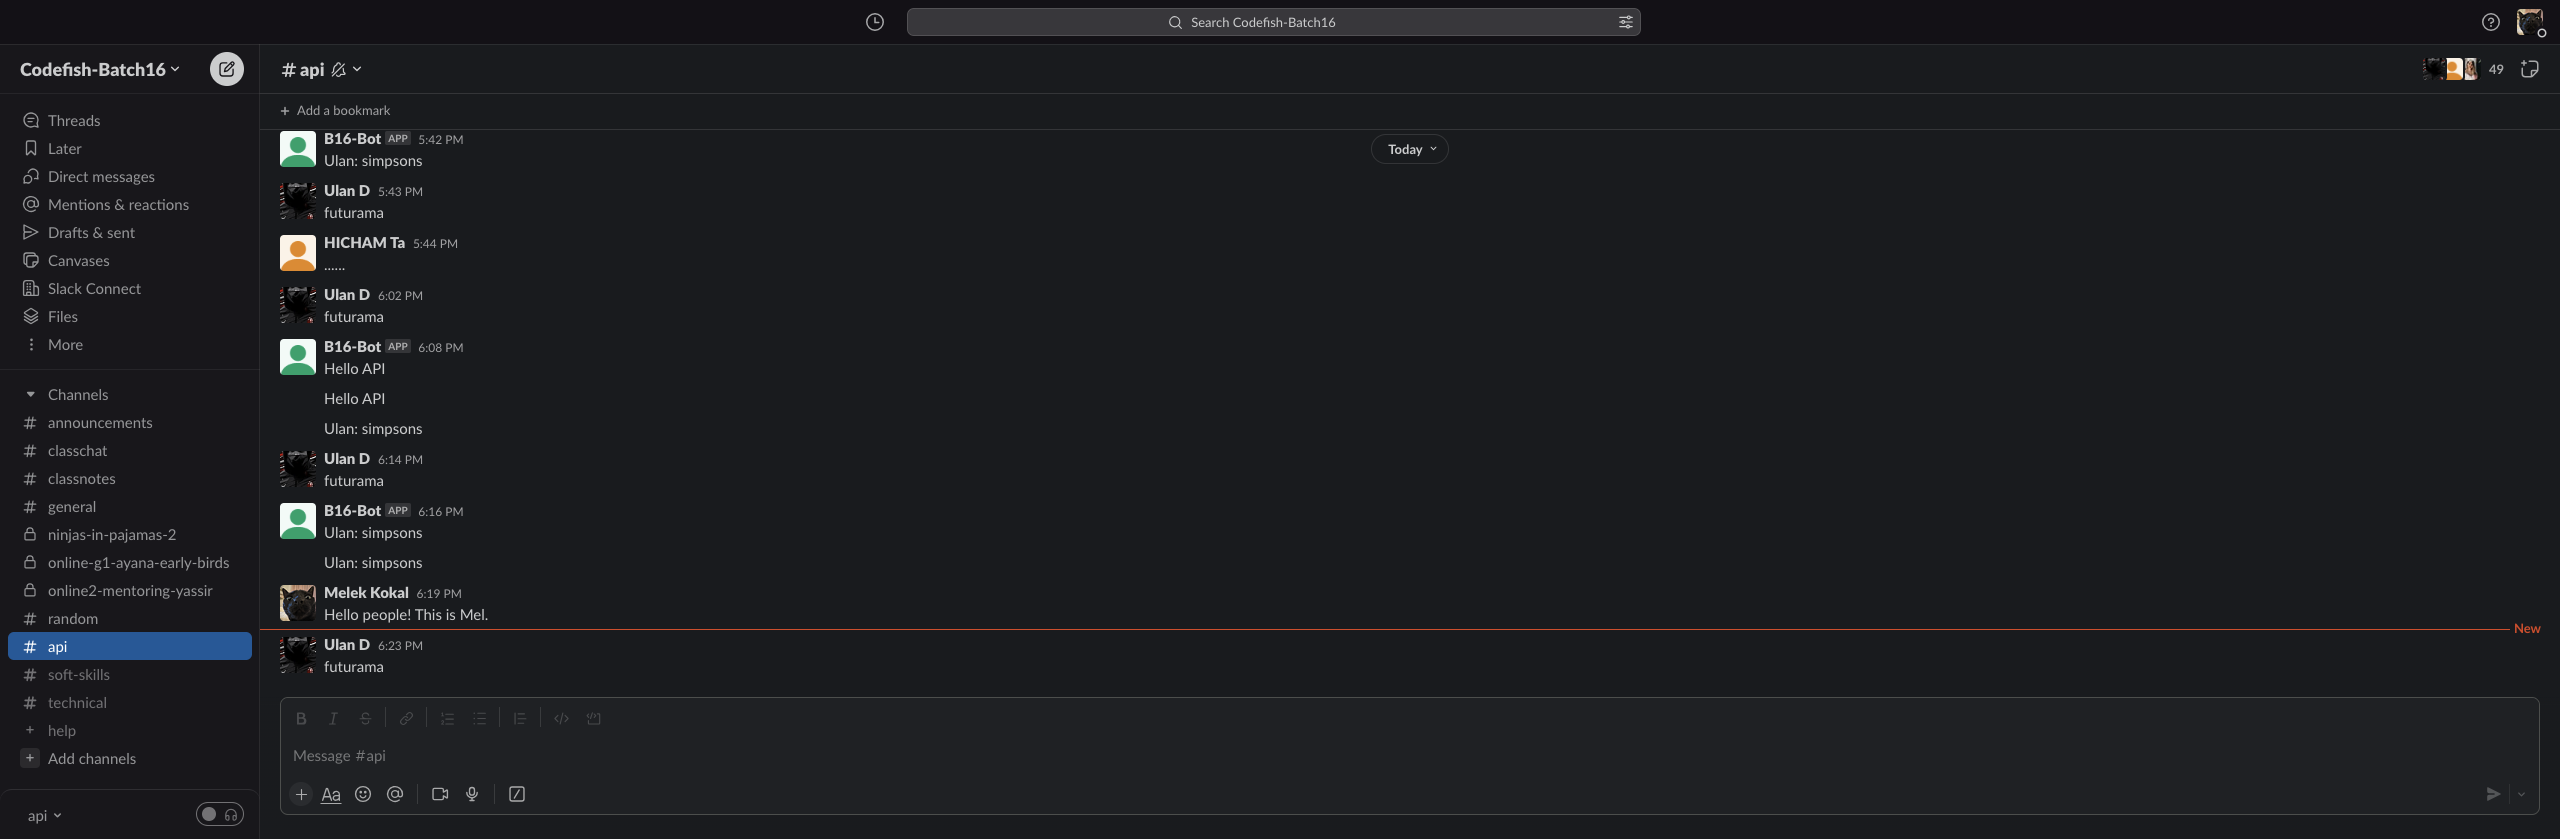 Search Codefish-Batch16
Codefish-Batch16
Threads
Later
Direct messages
Mentions & reactions
Drafts & sent
Canvases
Slack Connect
Files
More
Channels
# announcements
# classchat
# classnotes
# general
ninjas-in-pajamas-2
online-g1-ayana-early-birds
online2-mentoring-yassir
# random
# api
# soft-skills
# technical
+ help
+ Add channels
api
# api
49
+ Add a bookmark
Today
B16-Bot APP 5:42 PM
Ulan: simpsons
Ulan D 5:43 PM
futurama
HICHAM Ta 5:44 PM
......
Ulan D 6:02 PM
futurama
B16-Bot APP 6:08 PM
Hello API
Hello API
Ulan: simpsons
Ulan D 6:14 PM
futurama
B16-Bot APP 6:16 PM
Ulan: simpsons
Ulan: simpsons
Melek Kokal 6:19 PM
Hello people! This is Mel.
New
Ulan D 6:23 PM
futurama
B I S
Message #api
+ Aa